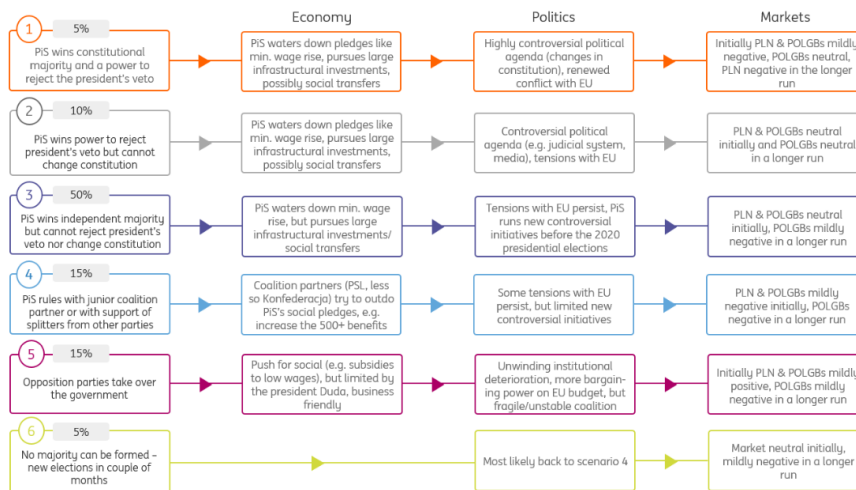 Economy
Politics
Markets
1
5%
PiS wins constitutional
majority and a power to
reject the president's veto
PiS waters down pledges like
min. wage rise, pursues large
infrastructural investments,
possibly social transfers
Highly controversial political
agenda (changes in
constitution), renewed
conflict with EU
Initially PLN and POLGBs mildly
negative, POLGBs neutral,
PLN negative in the longer
run
2
10%
PiS wins power to reject
president's veto but cannot
change constitution
PiS waters down pledges like
min. wage rise, pursues large
infrastructural investments,
possibly social transfers
Controversial political
agenda (e.g. judicial system,
media), tensions with EU
PLN & POLGBs neutral
initially and POLGBs neutral
in a longer run
3
50%
PiS wins independent majority
but cannot reject president's
veto nor change constitution
PiS waters down min. wage
rise, but pursues large
infrastructural investments/
social transfers
Tensions with EU persist, PiS
runs new controversial
initiatives before the 2020
presidential elections
PLN & POLGBs neutral
initially, POLGBs mildly
negative in a longer run
4
15%
PiS rules with junior coalition
partner or with support of
splitters from other parties
Coalition partners (PSL, less
so Konfederacja) try to outdo
PiS's social pledges, e.g.
increase the 500+ benefits
Some tensions with EU
persist, but limited new
controversial initiatives
PLN & POLGBs mildly
negative initially, POLGBs
negative in a longer run
5
15%
Opposition parties take over
the government
Push for social (e.g. subsidies
to low wages), but limited by
the president Duda, business
friendly
Unwinding institutional
deterioration, more bargain-
ing power on EU budget, but
fragile/unstable coalition
Initially PLN & POLGBs mildly
positive, POLGBs mildly
negative in a longer run
6
5%
No majority can be formed –
new elections in couple of
months
Most likely back to scenario 4
Market neutral initially,
mildly negative in a longer
run